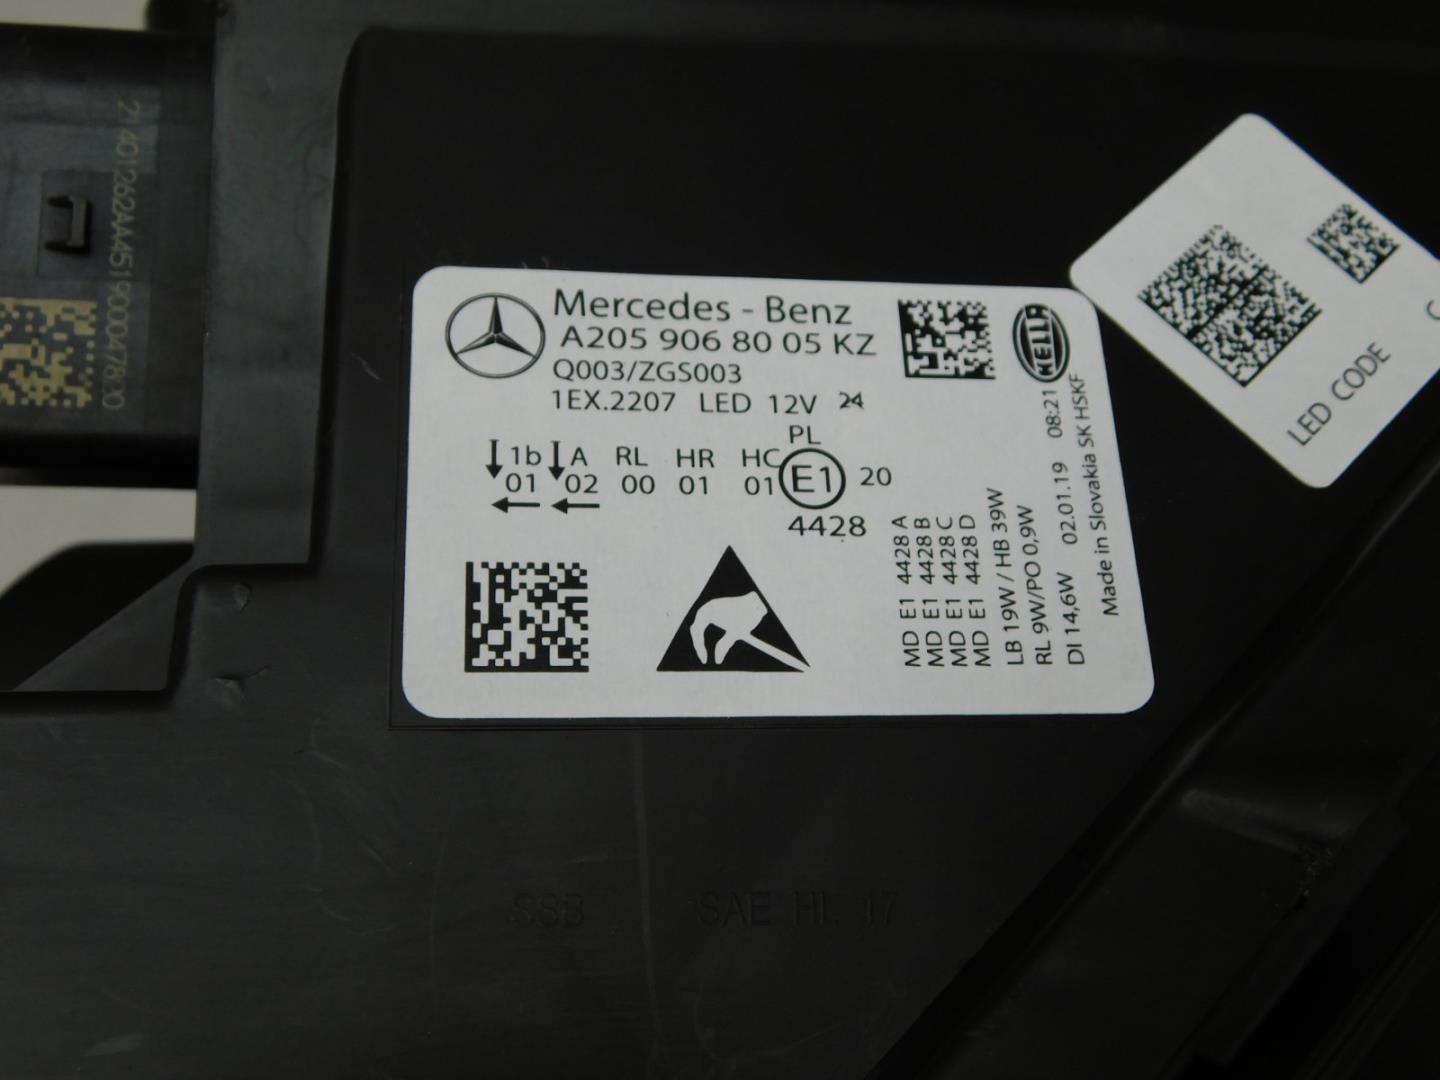 21401262AA451900047820
Mercedes - Benz
A205 906 80 05 KZ
Q003/ZGS003
1EX.2207 LED 12V
HELLA
PL
1b A RL HR HC
01 02 00 01 01 E1 20
4428
MD E1 4428 A
MD E1 4428 B
MD E1 4428 C
MD E1 4428 D
LB 19W / HB 39W
RL 9W/PO 0,9W
DI 14,6W 02.01.19 08:21
Made in Slovakia SK HSKF
LED CODE
C
SSB SAE HL 17